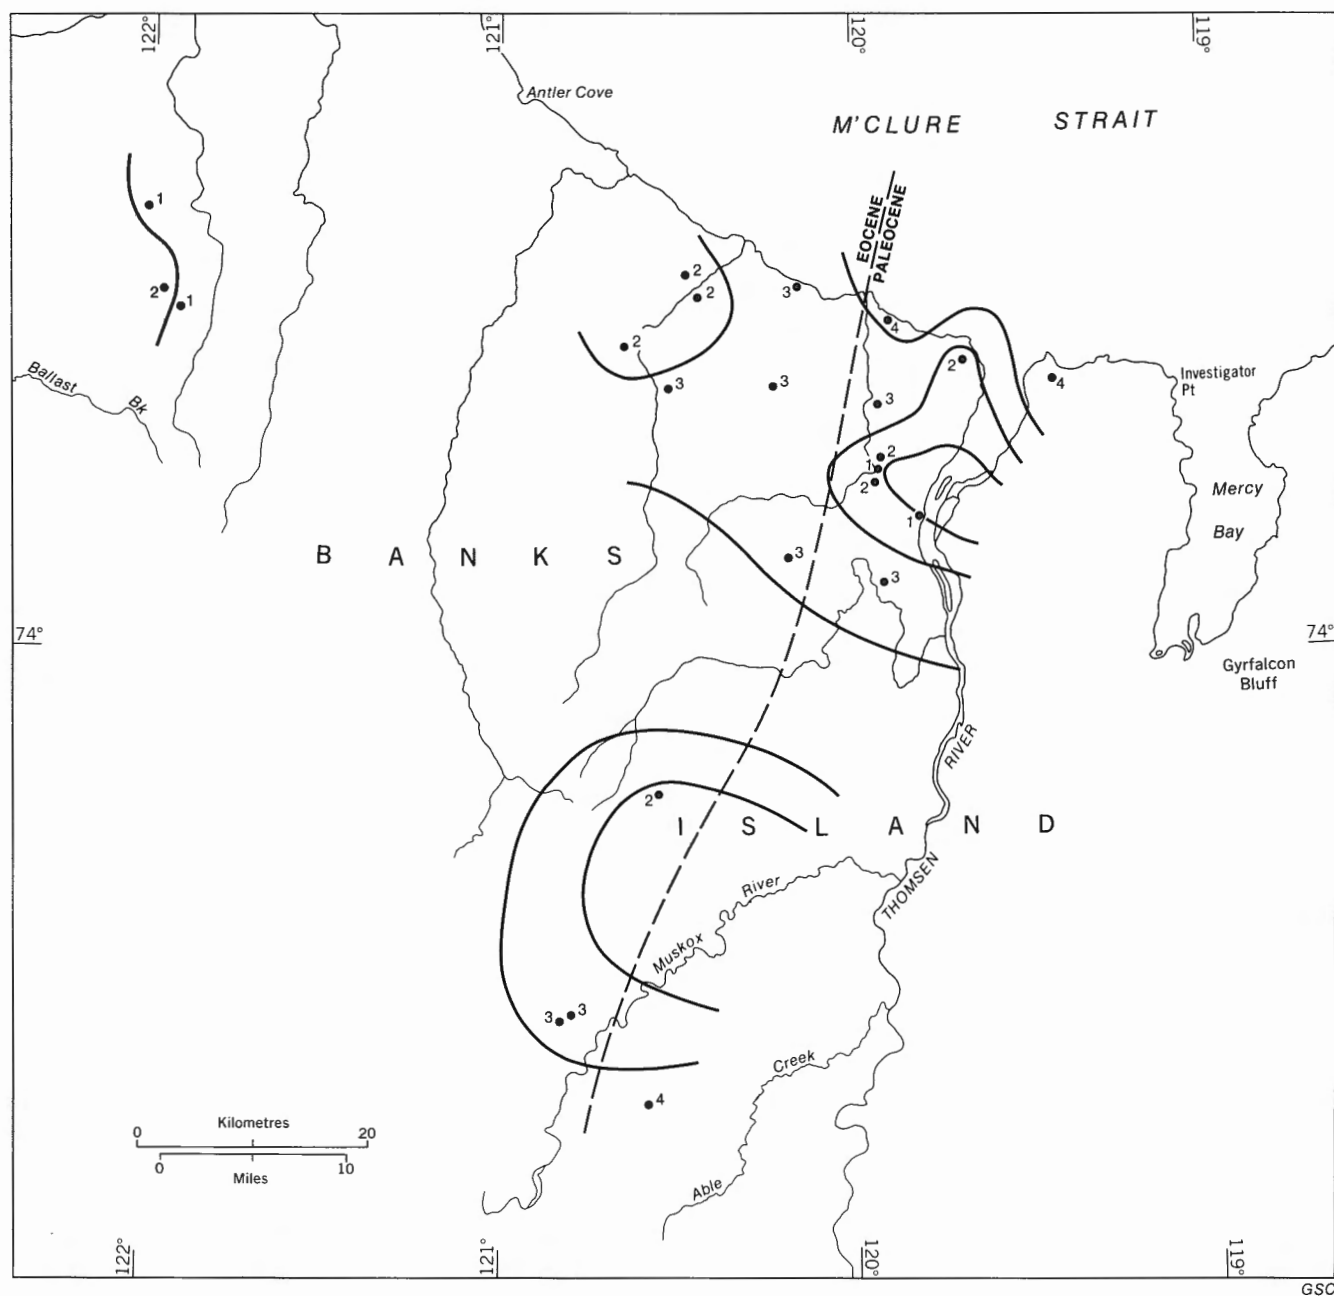 122°
121°
120°
119°
Antler Cove
M'CLURE STRAIT
1
EOCENE
PALEOCENE
2
2
1
2
2
3
4
2
3
3
2
4
Investigator
Pt
Ballast
Bk
3
2
1
2
1
Mercy
Bay
BANKS
3
3
74°
74°
Gyrfalcon
Bluff
RIVER
2
ISLAND
THOMSEN
River
Muskox
3
3
Creek
4
Able
Kilometres
0 20
0 10
Miles
122°
121°
120°
119°
GSC